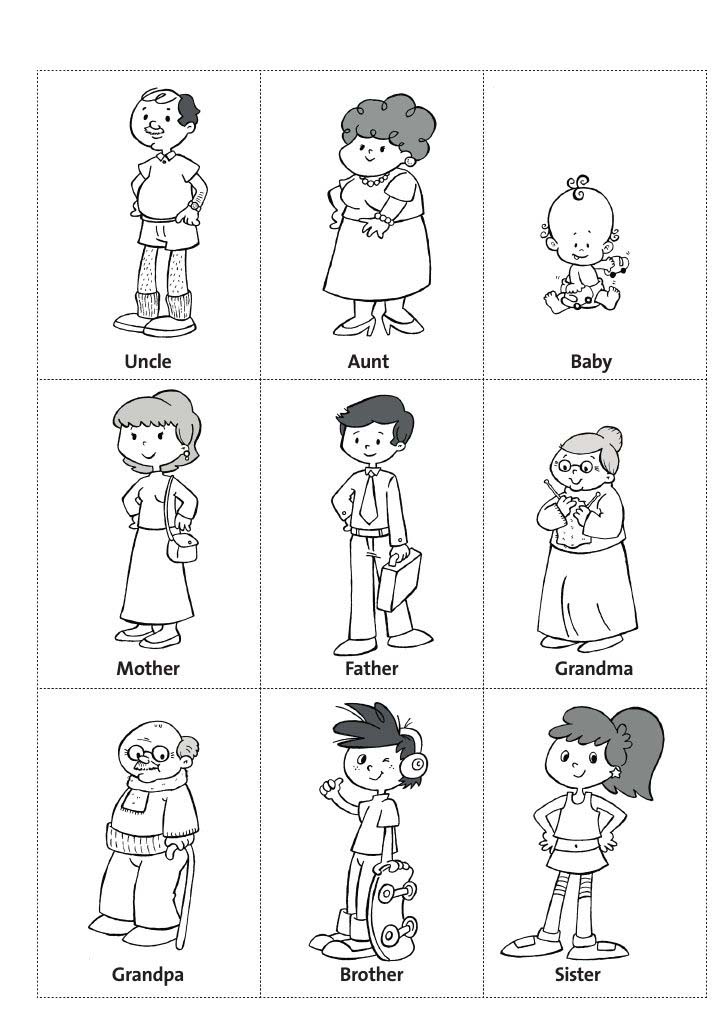 Uncle
Aunt
Baby
Mother
Father
Grandma
Grandpa
Brother
Sister